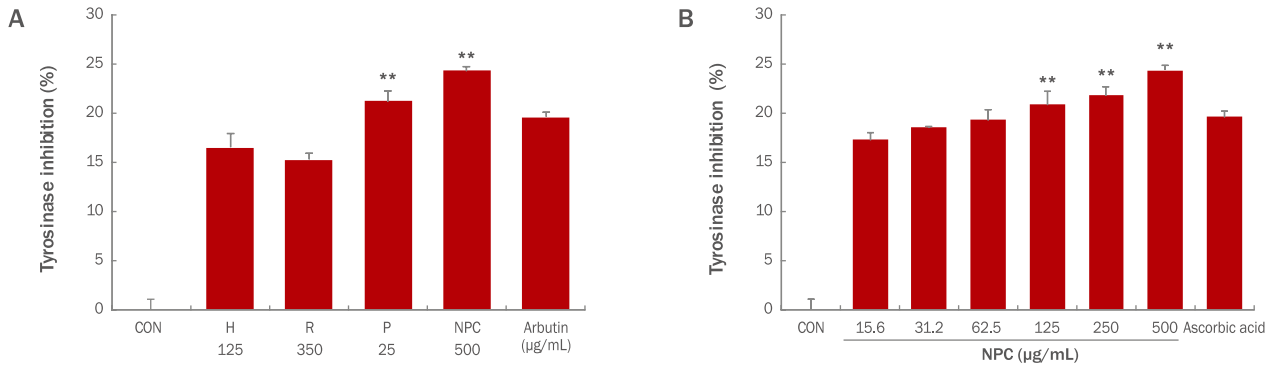 A
Tyrosinase inhibition (%)
30
25
20
15
10
5
0
**
**
CON
H
R
P
NPC
Arbutin
125
350
25
500
(µg/mL)
B
Tyrosinase inhibition (%)
30
25
20
15
10
5
0
**
**
**
CON
15.6
31.2
62.5
125
250
500
Ascorbic acid
NPC (µg/mL)